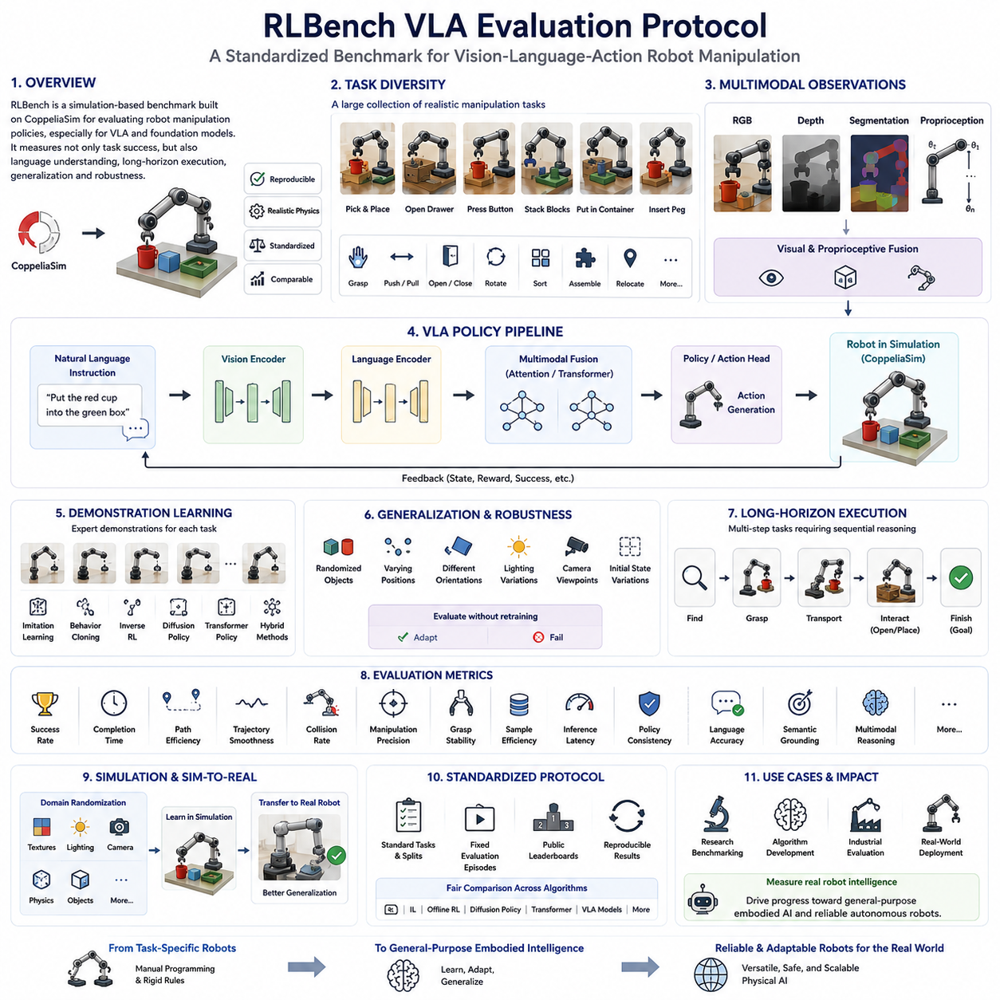 RLBench VLA Evaluation Protocol
A Standardized Benchmark for Vision-Language-Action Robot Manipulation
1. OVERVIEW
RLBench is a simulation-based benchmark built
on CoppeliaSim for evaluating robot manipulation
policies, especially for VLA and foundation models.
It measures not only task success, but also
language understanding, long-horizon execution,
generalization and robustness.
CoppeliaSim
Reproducible
Realistic Physics
Standardized
Comparable
2. TASK DIVERSITY
A large collection of realistic manipulation tasks
Pick & Place
Open Drawer
Press Button
Stack Blocks
Put in Container
Insert Peg
Grasp
Push / Pull
Open / Close
Rotate
Sort
Assemble
Relocate
More...
3. MULTIMODAL OBSERVATIONS
RGB
Depth
Segmentation
Proprioception
θ₁
...
θn
Visual & Proprioceptive Fusion
4. VLA POLICY PIPELINE
Natural Language
Instruction
“Put the red cup
into the green box”
Vision Encoder
Language Encoder
Multimodal Fusion
(Attention / Transformer)
Policy / Action Head
Action
Generation
Robot in Simulation
(CoppeliaSim)
Feedback (State, Reward, Success, etc.)
5. DEMONSTRATION LEARNING
Expert demonstrations for each task
...
Imitation
Learning
Behavior
Cloning
Inverse
RL
Diffusion
Policy
Transformer
Policy
Hybrid
Methods
6. GENERALIZATION & ROBUSTNESS
Randomized
Objects
Varying
Positions
Different
Orientations
Lighting
Variations
Camera
Viewpoints
Initial State
Variations
Evaluate without retraining
Adapt
Fail
7. LONG-HORIZON EXECUTION
Multi-step tasks requiring sequential reasoning
Find
Grasp
Transport
Interact
(Open/Place)
Finish
(Goal)
8. EVALUATION METRICS
Success
Rate
Completion
Time
Path
Efficiency
Trajectory
Smoothness
Collision
Rate
Manipulation
Precision
Grasp
Stability
Sample
Efficiency
Inference
Latency
Policy
Consistency
Language
Accuracy
Semantic
Grounding
Multimodal
Reasoning
More...
9. SIMULATION & SIM-TO-REAL
Domain Randomization
Textures
Lighting
Camera
Physics
Objects
More...
Learn in Simulation
Transfer to Real Robot
Better Generalization
10. STANDARDIZED PROTOCOL
Standard Tasks
& Splits
Fixed
Evaluation
Episodes
1
2
3
Public
Leaderboards
Reproducible
Results
Fair Comparison Across Algorithms
| IL | Offline RL | Diffusion Policy | Transformer | VLA Models | More
11. USE CASES & IMPACT
Research
Benchmarking
Algorithm
Development
Industrial
Evaluation
Real-World
Deployment
Measure real robot intelligence
Drive progress toward general-purpose
embodied AI and reliable autonomous robots.
From Task-Specific Robots
Manual Programming
& Rigid Rules
To General-Purpose Embodied Intelligence
Learn, Adapt,
Generalize
Reliable & Adaptable Robots for the Real World
Versatile, Safe, and Scalable
Physical AI